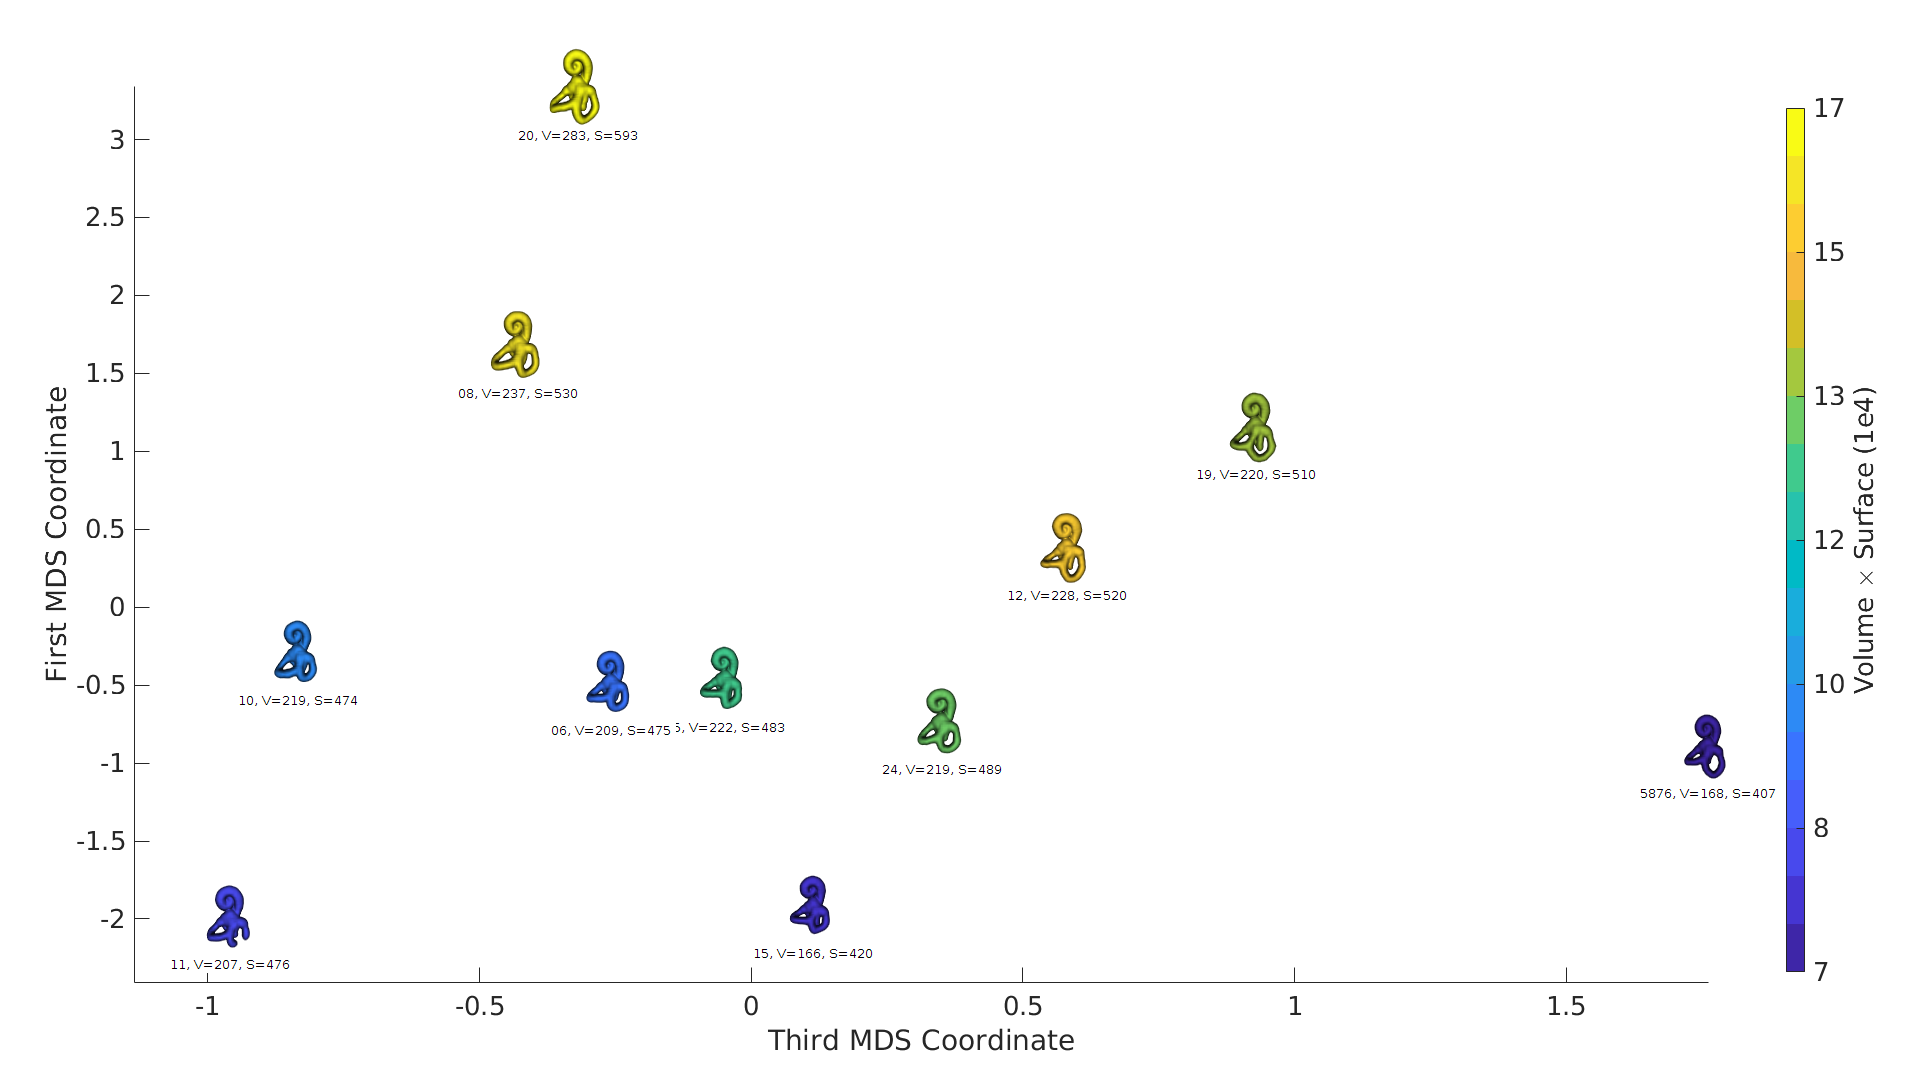 20, V=283, S=593
08, V=237, S=530
19, V=220, S=510
12, V=228, S=520
10, V=219, S=474
06, V=209, S=475
V=222, S=483
24, V=219, S=489
5876, V=168, S=407
11, V=207, S=476
15, V=166, S=420
3
2.5
2
1.5
1
0.5
0
-0.5
-1
-1.5
-2
First MDS Coordinate
-1
-0.5
0
0.5
1
1.5
Third MDS Coordinate
17
15
13
12
10
8
7
Volume × Surface (1e4)